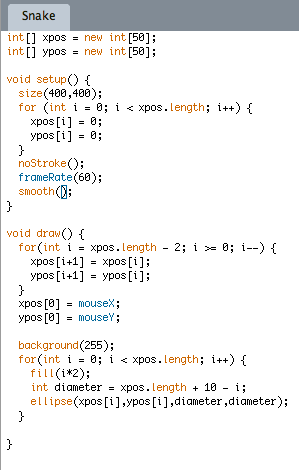 Snake
int[] xpos = new int[50];
int[] ypos = new int[50];
void setup() {
size(400,400);
for (int i = 0; i < xpos.length; i++) {
xpos[i] = 0;
ypos[i] = 0;
}
noStroke();
frameRate(60);
smooth();
}
void draw() {
for(int i = xpos.length - 2; i >= 0; i--) {
xpos[i+1] = xpos[i];
ypos[i+1] = ypos[i];
}
xpos[0] = mouseX;
ypos[0] = mouseY;
background(255);
for(int i = 0; i < xpos.length; i++) {
fill(i*2);
int diameter = xpos.length + 10 - i;
ellipse(xpos[i],ypos[i],diameter,diameter);
}
}